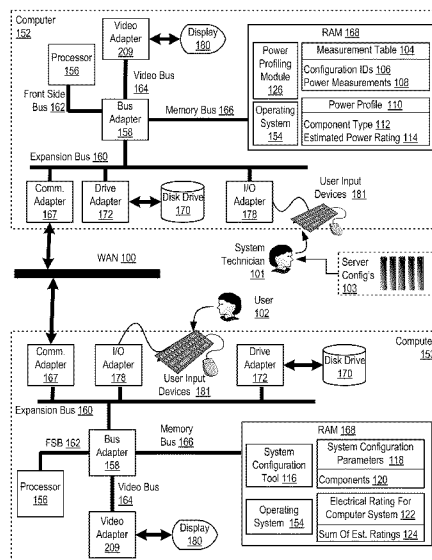 Computer
152
Video
Adapter
209
Display
180
Processor
156
Video Bus
164
Front Side
Bus 162
Bus
Adapter
158
Memory Bus 166
Expansion Bus 160
RAM 168
Power
Profiling
Module
126
Measurement Table 104
Configuration IDs 106
Power Measurements 108
Operating
System
154
Power Profile 110
Component Type 112
Estimated Power Rating 114
Comm.
Adapter
167
Drive
Adapter
172
Disk Drive
170
I/O
Adapter
178
User Input
Devices 181
System
Technician
101
Server
Config's
103
WAN 100
User
102
Comm.
Adapter
167
I/O
Adapter
178
User Input
Devices 181
Drive
Adapter
172
Disk Drive
170
Expansion Bus 160
FSB 162
Bus
Adapter
158
Memory
Bus 166
Processor
156
Video Bus
164
Video
Adapter
209
Display
180
RAM 168
System
Configuration
Tool 116
System Configuration
Parameters 118
Components 120
Operating
System 154
Electrical Rating For
Computer System 122
Sum Of Est. Ratings 124